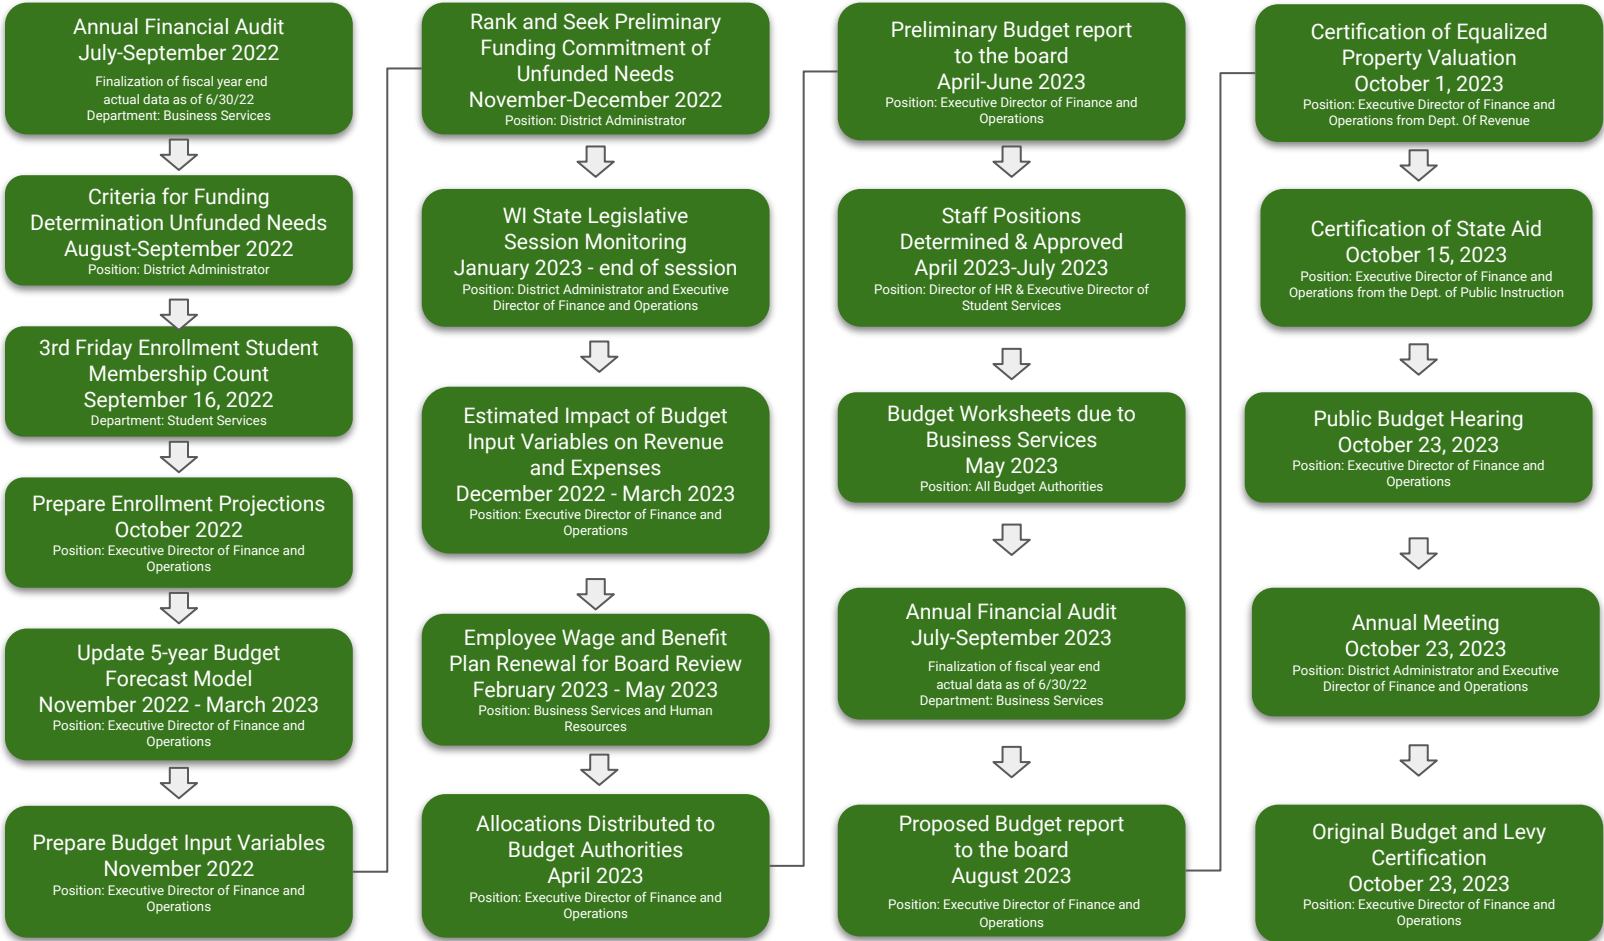 Annual Financial Audit
July-September 2022
Finalization of fiscal year end
actual data as of 6/30/22
Department: Business Services
Criteria for Funding
Determination Unfunded Needs
August-September 2022
Position: District Administrator
3rd Friday Enrollment Student
Membership Count
September 16, 2022
Department: Student Services
Prepare Enrollment Projections
October 2022
Position: Executive Director of Finance and
Operations
Update 5-year Budget
Forecast Model
November 2022 - March 2023
Position: Executive Director of Finance and
Operations
Prepare Budget Input Variables
November 2022
Position: Executive Director of Finance and
Operations
Rank and Seek Preliminary
Funding Commitment of
Unfunded Needs
November-December 2022
Position: District Administrator
WI State Legislative
Session Monitoring
January 2023 - end of session
Position: District Administrator and Executive
Director of Finance and Operations
Estimated Impact of Budget
Input Variables on Revenue
and Expenses
December 2022 - March 2023
Position: Executive Director of Finance and
Operations
Employee Wage and Benefit
Plan Renewal for Board Review
February 2023 - May 2023
Position: Business Services and Human
Resources
Allocations Distributed to
Budget Authorities
April 2023
Position: Executive Director of Finance and
Operations
Preliminary Budget report
to the board
April-June 2023
Position: Executive Director of Finance and
Operations
Staff Positions
Determined & Approved
April 2023-July 2023
Position: Director of HR & Executive Director of
Student Services
Budget Worksheets due to
Business Services
May 2023
Position: All Budget Authorities
Annual Financial Audit
July-September 2023
Finalization of fiscal year end
actual data as of 6/30/22
Department: Business Services
Proposed Budget report
to the board
August 2023
Position: Executive Director of Finance and
Operations
Certification of Equalized
Property Valuation
October 1, 2023
Position: Executive Director of Finance and
Operations from Dept. Of Revenue
Certification of State Aid
October 15, 2023
Position: Executive Director of Finance and
Operations from the Dept. of Public Instruction
Public Budget Hearing
October 23, 2023
Position: Executive Director of Finance and
Operations
Annual Meeting
October 23, 2023
Position: District Administrator and Executive
Director of Finance and Operations
Original Budget and Levy
Certification
October 23, 2023
Position: Executive Director of Finance and
Operations